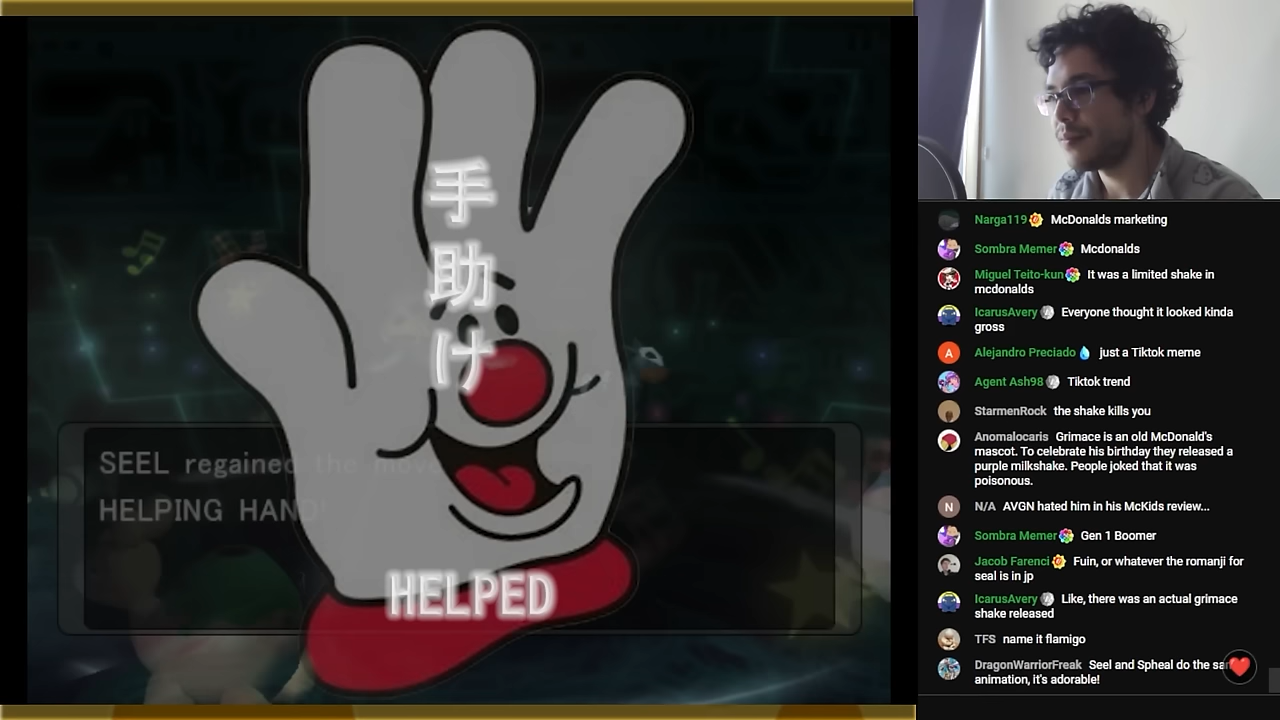 手助け
SEEL regained the move
HELPING HAND!
HELPED
Narga119 McDonalds marketing
Sombra Memer Mcdonalds
Miguel Teito-kun It was a limited shake in
mcdonalds
IcarusAvery Everyone thought it looked kinda
gross
A
Alejandro Preciado just a Tiktok meme
Agent Ash98 Tiktok trend
StarmenRock the shake kills you
Anomalocaris Grimace is an old McDonald's
mascot. To celebrate his birthday they released a
purple milkshake. People joked that it was
poisonous.
N
N/A AVGN hated him in his McKids review...
Sombra Memer Gen 1 Boomer
Jacob Farenci Fuin, or whatever the romanji for
seal is in jp
IcarusAvery Like, there was an actual grimace
shake released
TFS name it flamigo
DragonWarriorFreak Seel and Spheal do the
animation, it's adorable!